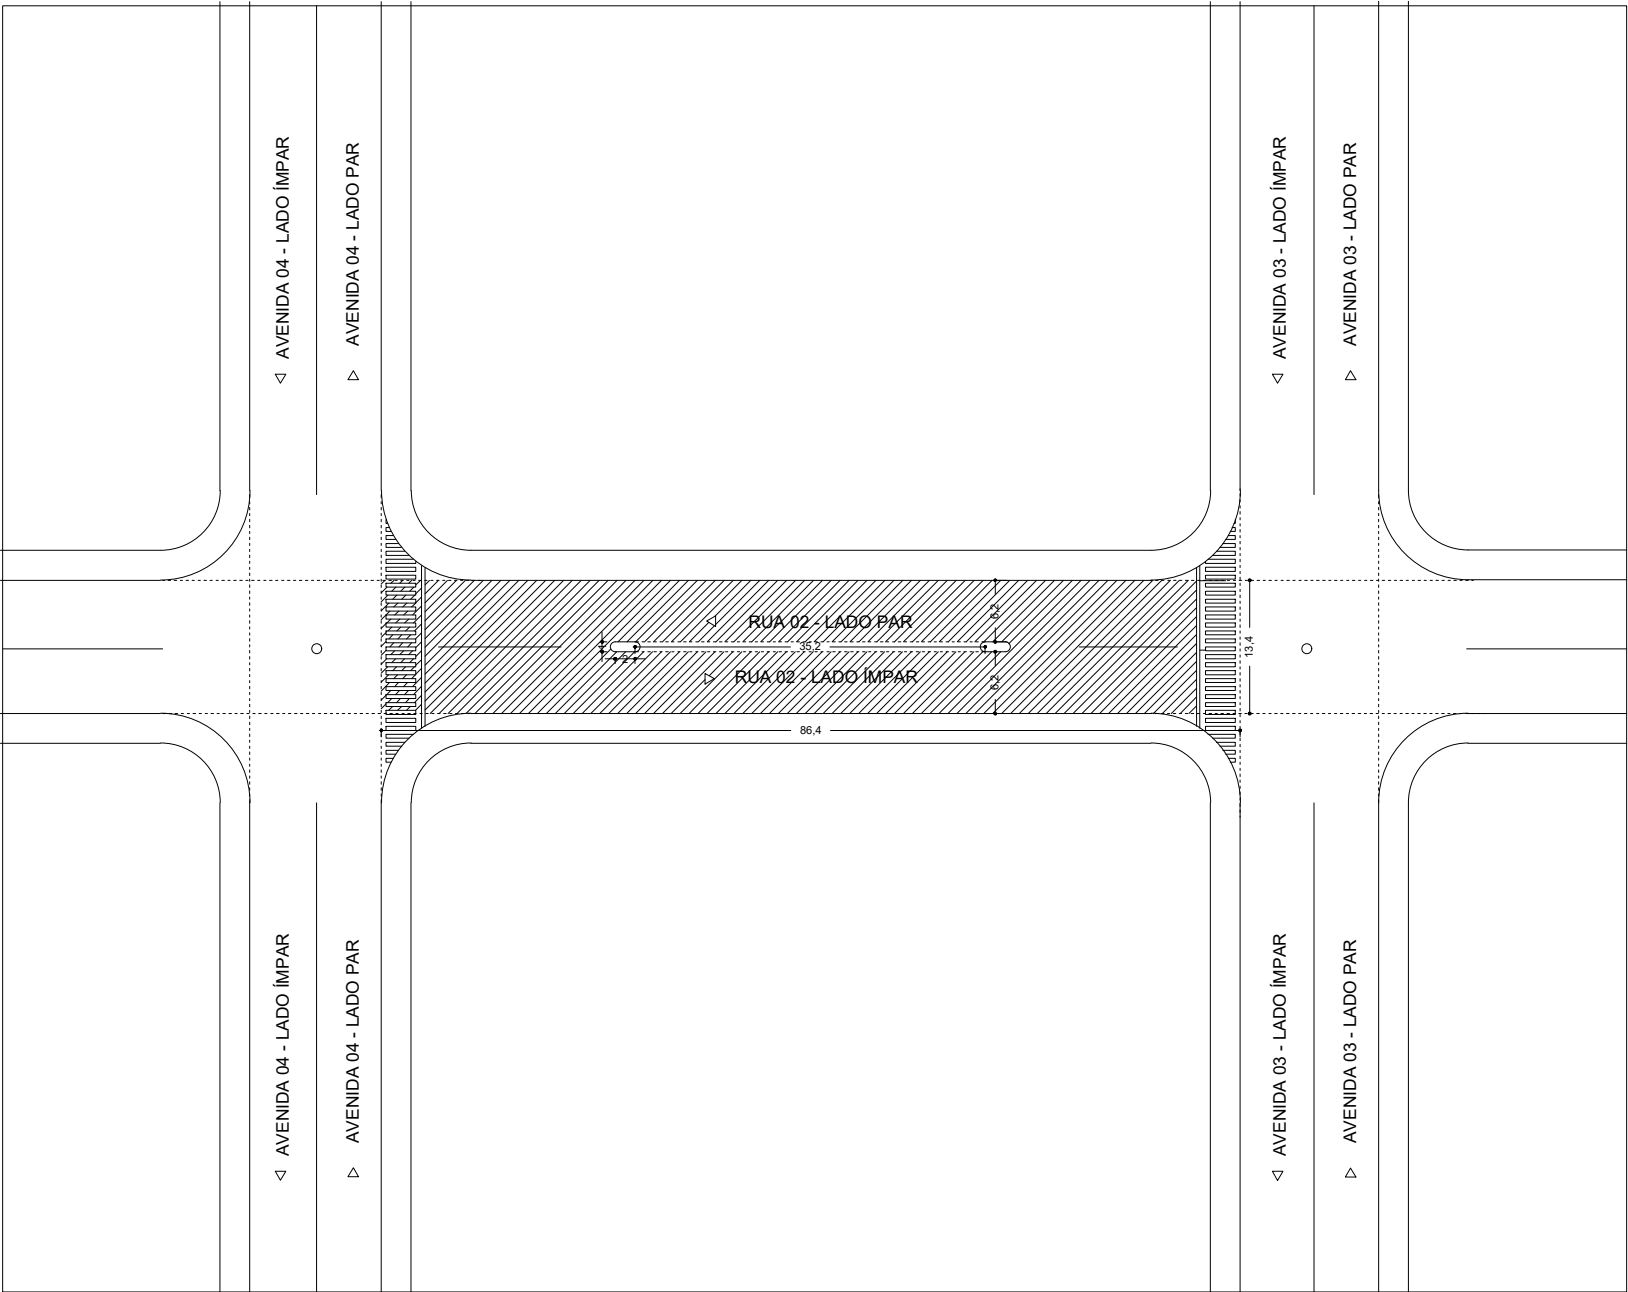 AVENIDA 04 - LADO ÍMPAR
AVENIDA 04 - LADO PAR
AVENIDA 03 - LADO ÍMPAR
AVENIDA 03 - LADO PAR
RUA 02 - LADO PAR
6,2
35,2
13,4
1
2
RUA 02 - LADO ÍMPAR
6,2
86,4
AVENIDA 04 - LADO ÍMPAR
AVENIDA 04 - LADO PAR
AVENIDA 03 - LADO ÍMPAR
AVENIDA 03 - LADO PAR